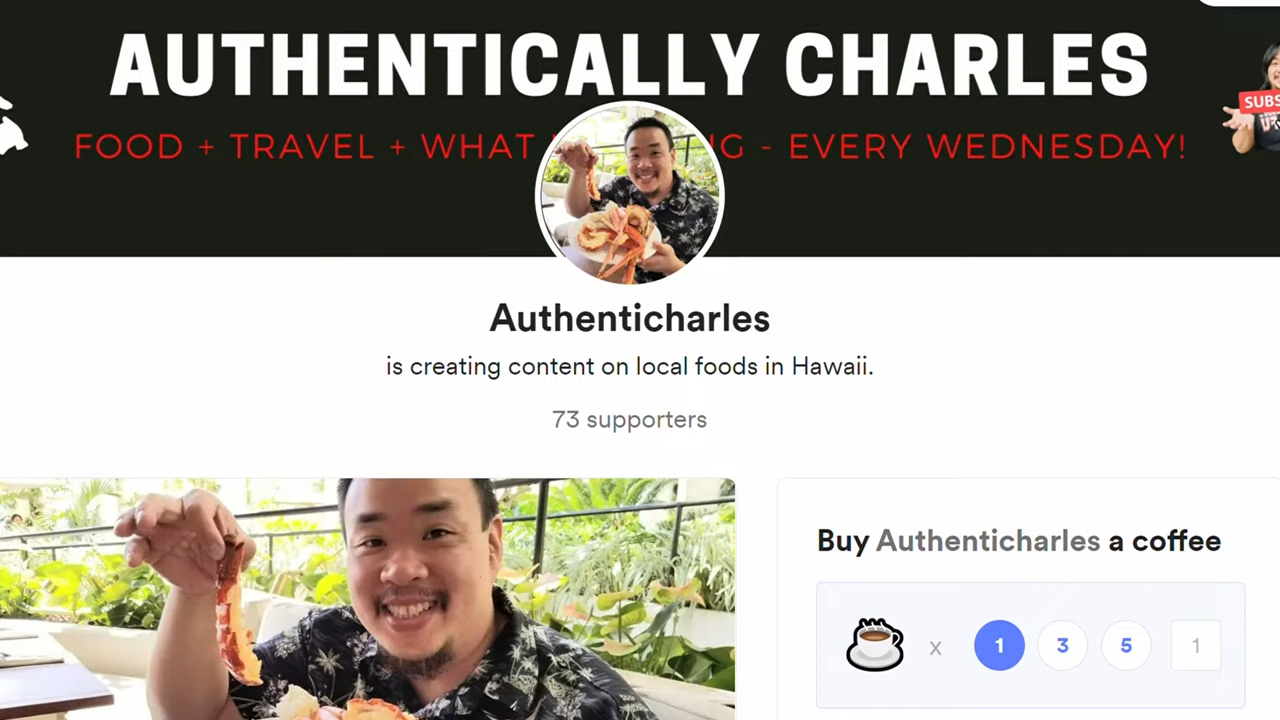 AUTHENTICALLY CHARLES
FOOD + TRAVEL + WHAT G - EVERY WEDNESDAY!
SUBS
Authenticharles
is creating content on local foods in Hawaii.
73 supporters
Buy Authenticharles a coffee
x 1 3 5 1